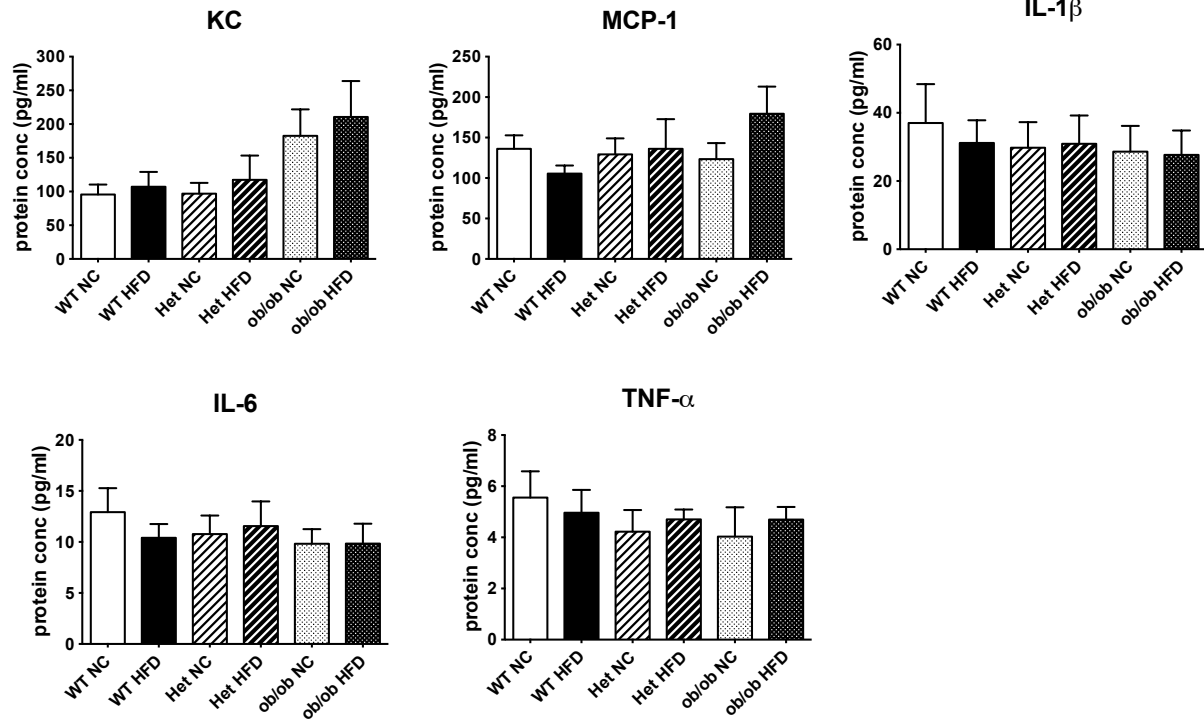 KC
protein conc (pg/ml)
300
250
200
150
100
50
0
WT NC
WT HFD
Het NC
Het HFD
ob/ob NC
ob/ob HFD
MCP-1
protein conc (pg/ml)
250
200
150
100
50
0
WT NC
WT HFD
Het NC
Het HFD
ob/ob NC
ob/ob HFD
IL-1β
protein conc (pg/ml)
60
40
20
0
WT NC
WT HFD
Het NC
Het HFD
ob/ob NC
ob/ob HFD
IL-6
protein conc (pg/ml)
20
15
10
5
0
WT NC
WT HFD
Het NC
Het HFD
ob/ob NC
ob/ob HFD
TNF-α
protein conc (pg/ml)
8
6
4
2
0
WT NC
WT HFD
Het NC
Het HFD
ob/ob NC
ob/ob HFD